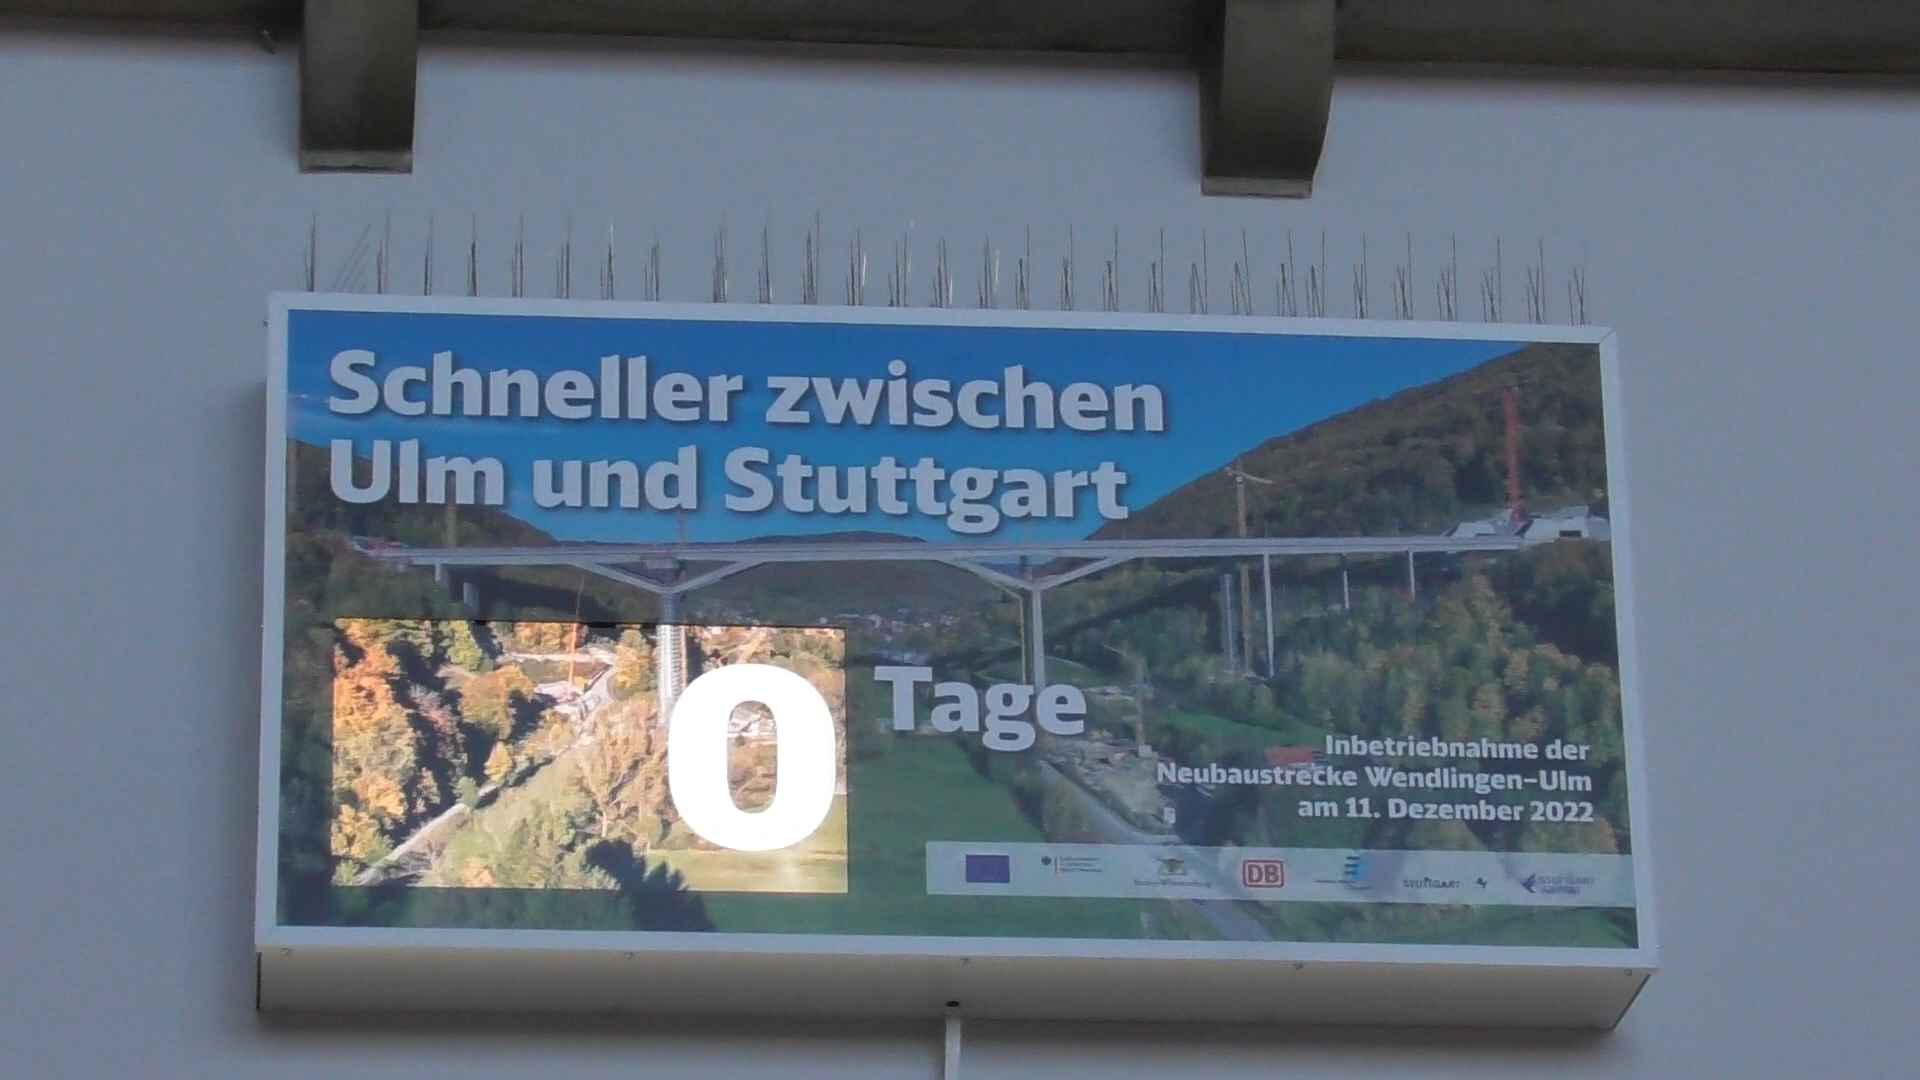 Schneller zwischen
Ulm und Stuttgart
0 Tage
Inbetriebnahme der
Neubaustrecke Wendlingen–Ulm
am 11. Dezember 2022
DB
STUTTGART